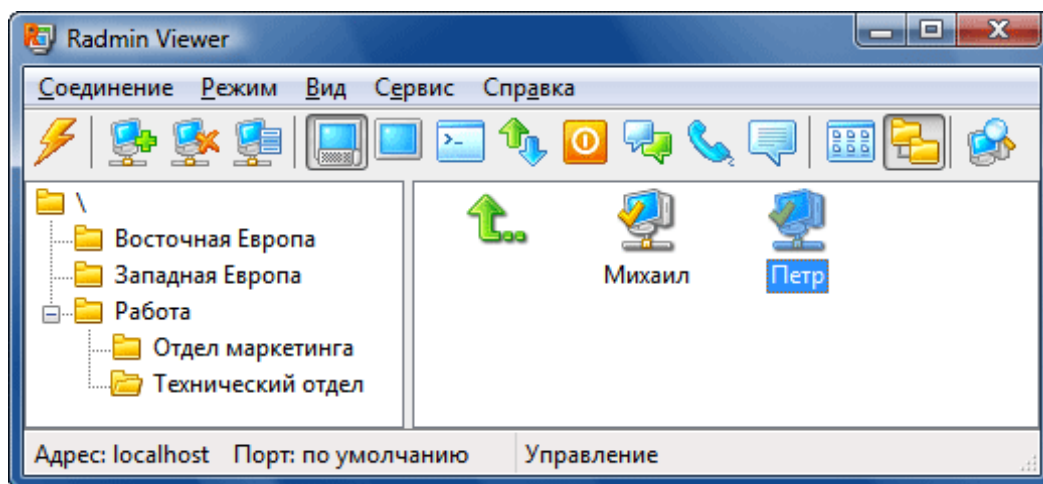 Radmin Viewer
Соединение Режим Вид Сервис Справка
\
Восточная Европа
Западная Европа
Работа
Отдел маркетинга
Технический отдел
Михаил Петр
Адрес: localhost Порт: по умолчанию Управление